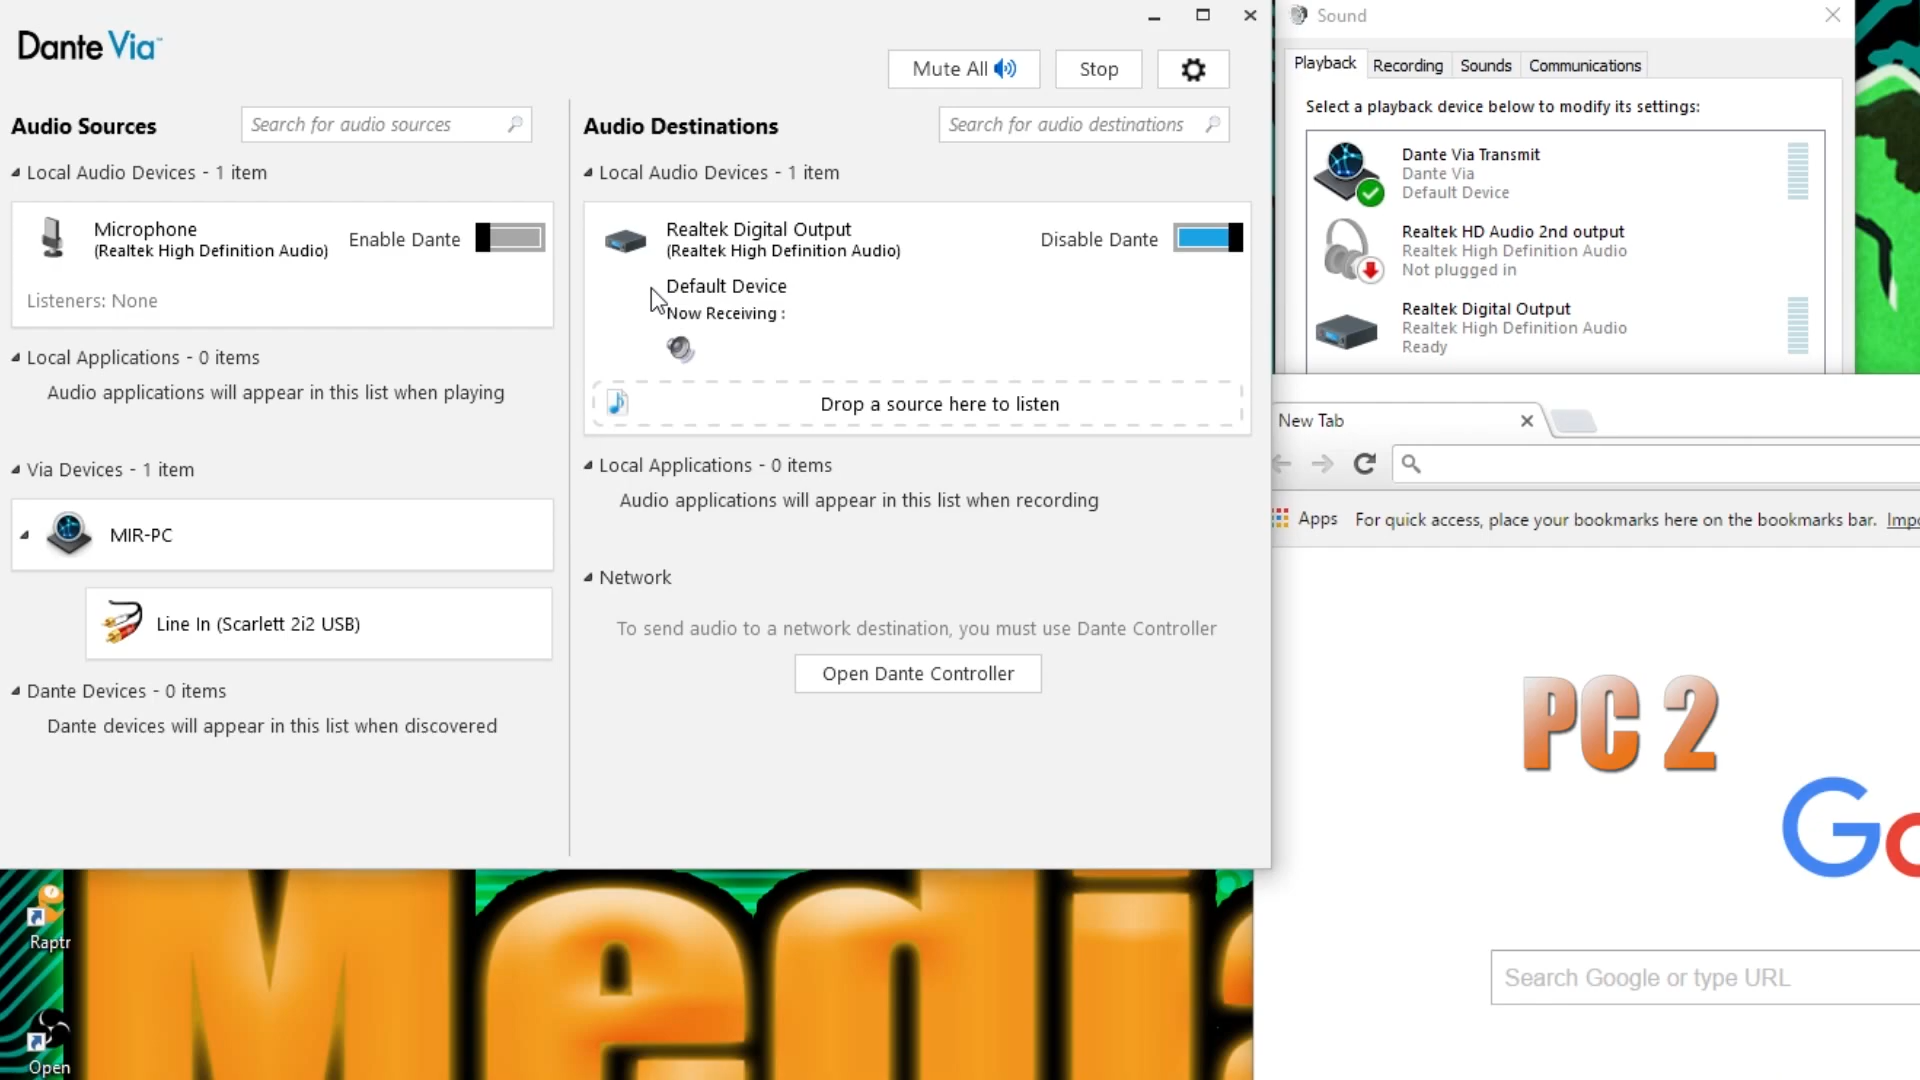 Dante Via™
Mute All
Stop
Audio Sources
Search for audio sources
Local Audio Devices - 1 item
Microphone
(Realtek High Definition Audio)
Enable Dante
Listeners: None
Local Applications - 0 items
Audio applications will appear in this list when playing
Via Devices - 1 item
MIR-PC
Line In (Scarlett 2i2 USB)
Dante Devices - 0 items
Dante devices will appear in this list when discovered
Audio Destinations
Search for audio destinations
Local Audio Devices - 1 item
Realtek Digital Output
(Realtek High Definition Audio)
Disable Dante
Default Device
Now Receiving :
Drop a source here to listen
Local Applications - 0 items
Audio applications will appear in this list when recording
Network
To send audio to a network destination, you must use Dante Controller
Open Dante Controller
Sound
Playback
Recording
Sounds
Communications
Select a playback device below to modify its settings:
Dante Via Transmit
Dante Via
Default Device
Realtek HD Audio 2nd output
Realtek High Definition Audio
Not plugged in
Realtek Digital Output
Realtek High Definition Audio
Ready
New Tab
Apps
For quick access, place your bookmarks here on the bookmarks bar. Impo
PC 2
Go
Search Google or type URL
Raptr
Open
Media